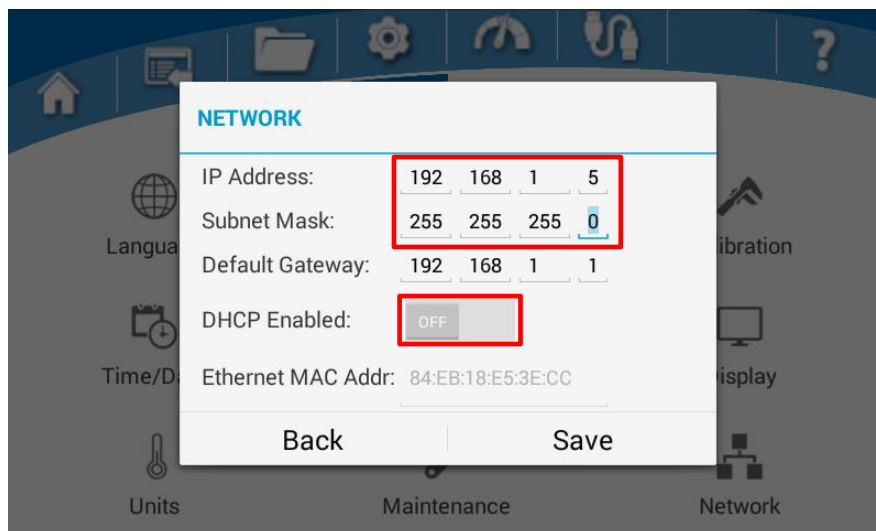 ?
NETWORK
IP Address: 192 168 1 5
Subnet Mask: 255 255 255 0
Default Gateway: 192 168 1 1
DHCP Enabled: OFF
Ethernet MAC Addr: 84:EB:18:E5:3E:CC
Back Save
Langua ibration
Time/Da isplay
Units Maintenance Network